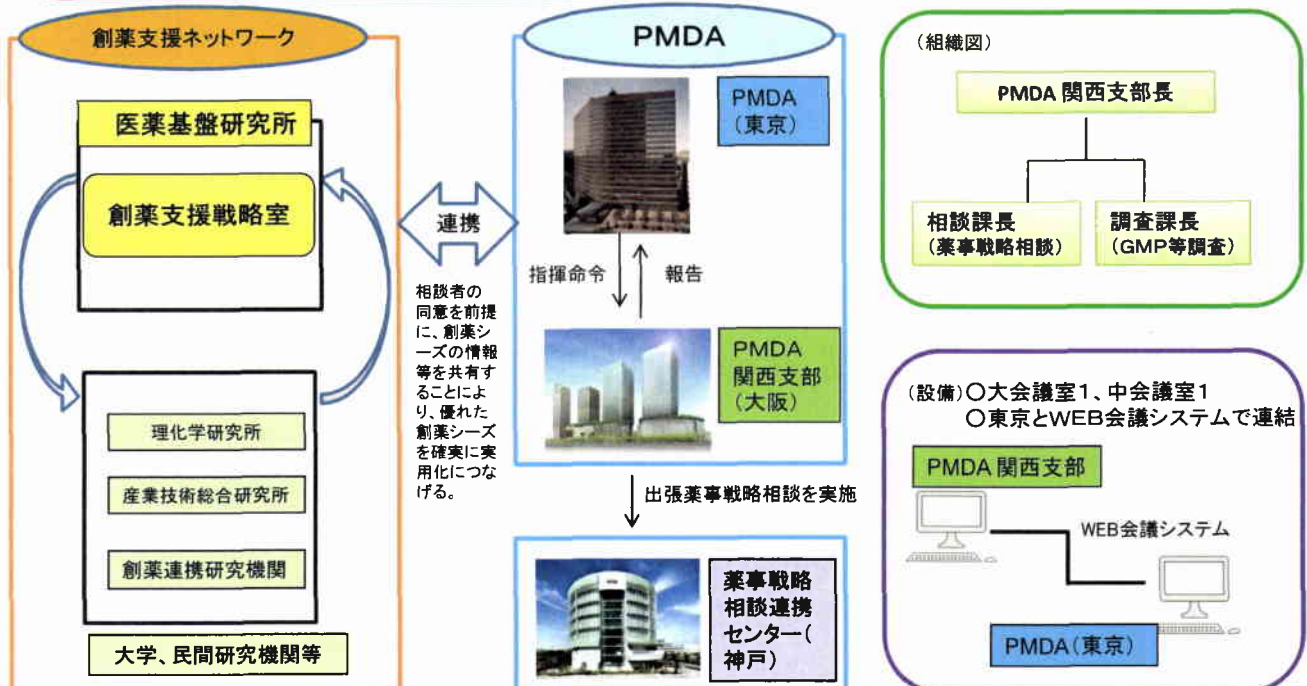 創薬支援ネットワーク
医薬基盤研究所
創薬支援戦略室
理化学研究所
産業技術総合研究所
創薬連携研究機関
大学、民間研究機関等
連携
相談者の
同意を前提
に、創薬シ
ーズの情報
等を共有す
ることによ
り、優れた
創薬シーズ
を確実に実
用化につな
げる。
PMDA
PMDA
(東京)
指揮命令
報告
PMDA
関西支部
(大阪)
出張薬事戦略相談を実施
薬事戦略
相談連携
センター(
神戸)
(組織図)
PMDA 関西支部長
相談課長
(薬事戦略相談)
調査課長
(GMP等調査)
(設備)〇大会議室1、中会議室1
〇東京とWEB会議システムで連結
PMDA 関西支部
WEB会議システム
PMDA(東京)